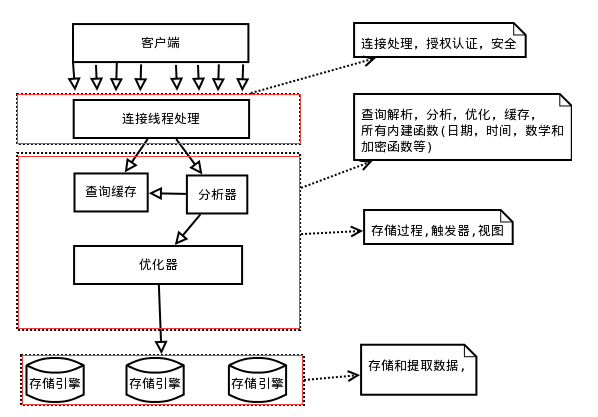 客户端
连接处理，授权认证，安全
连接线程处理
查询解析，分析，优化，缓存，
所有内建函数(日期，时间，数学和
加密函数等)
查询缓存
分析器
存储过程,触发器,视图
优化器
存储和提取数据，
存储引擎
存储引擎
存储引擎